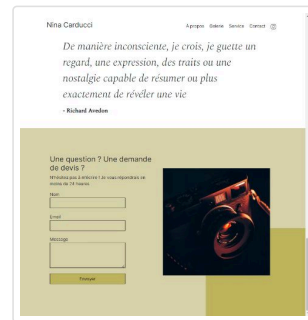 Nina Carducci
A propos Galerie Service Contact
De manière inconsciente, je crois, je guette un
regard, une expression, des traits ou une
nostalgie capable de résumer ou plus
exactement de révéler une vie
- Richard Avedon
Une question ? Une demande
de devis ?
N'hésitez pas à m'écrire ! Je vous répondrais en
moins de 24 heures
Nom
Email
Message
Envoyer